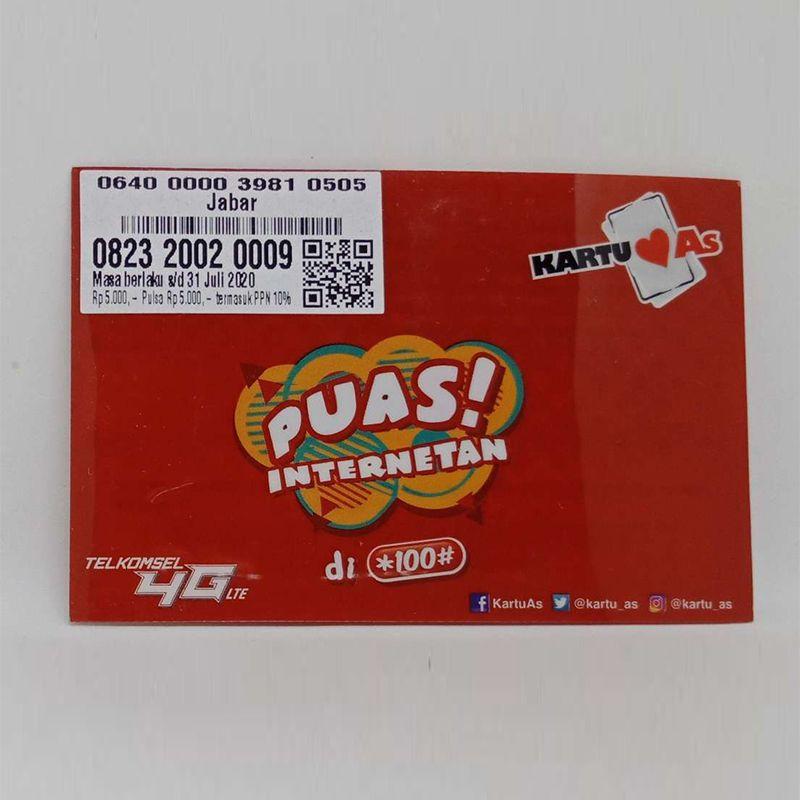 0640 0000 3981 0505
Jabar
0823 2002 0009
Masa berlaku s/d 31 Juli 2020
Rp 5.000,- Pulsa Rp 5.000,- termasuk PPN 10%
KARTU As
PUAS!
INTERNETAN
di *100#
TELKOMSEL
4G LTE
KartuAs @kartu_as @kartu_as